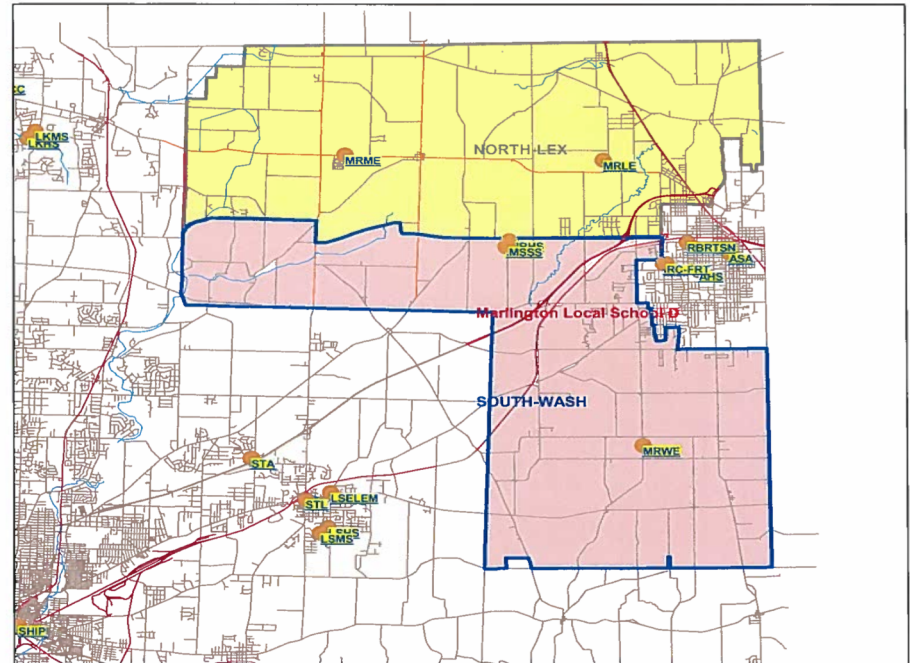 LKMS
LKHS
MRME
NORTH-LEX
MRLE
MSSS
RBRTSN
ASA
RC-FRT
AHS
Marlington Local School D
SOUTH-WASH
MRWE
STA
LSELEM
STL
LSHS
LSMS
SHIP